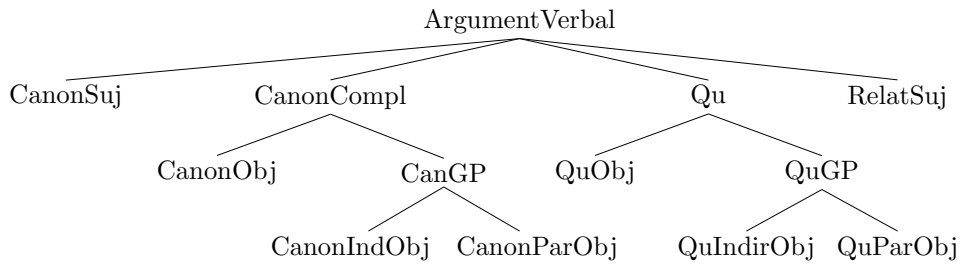 ArgumentVerbal
CanonSuj CanonCompl Qu RelatSuj
CanonObj CanGP QuObj QuGP
CanonIndObj CanonParObj QuIndirObj QuParObj